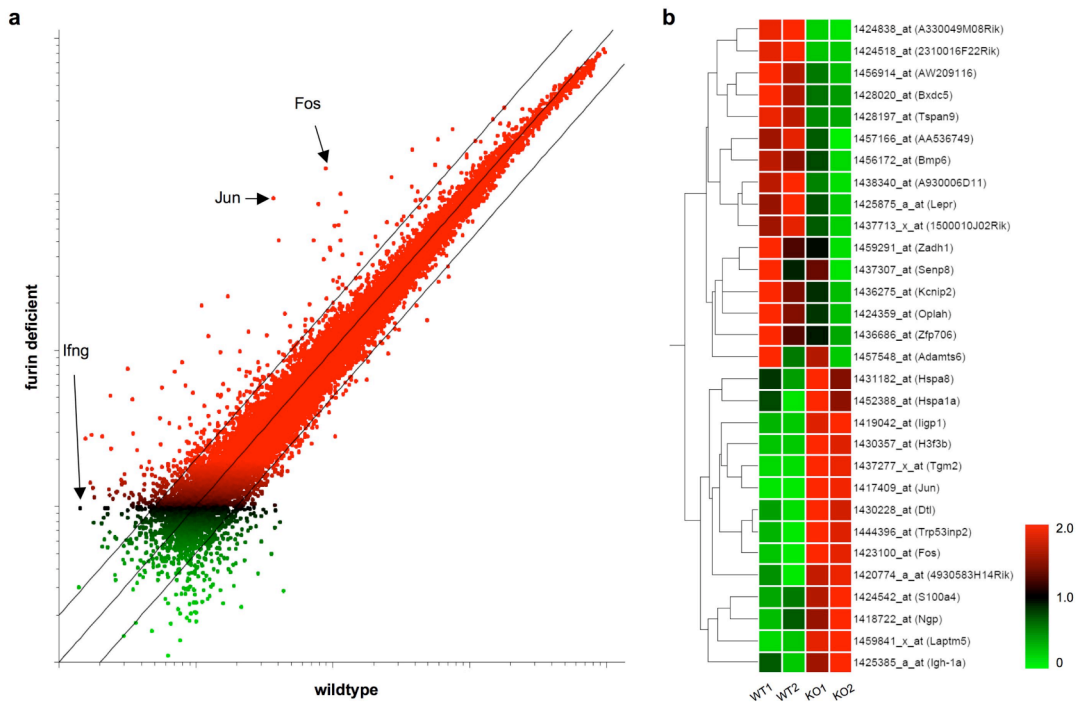 a
furin deficient
wildtype
Fos
Jun
Ifng
b
1424838_at (A330049M08Rik)
1424518_at (2310016F22Rik)
1456914_at (AW209116)
1428020_at (Bxdc5)
1428197_at (Tspan9)
1457166_at (AA536749)
1456172_at (Bmp6)
1438340_at (A930006D11)
1425875_a_at (Lepr)
1437713_x_at (1500010J02Rik)
1459291_at (Zadh1)
1437307_at (Senp8)
1436275_at (Kcnip2)
1424359_at (Oplah)
1436686_at (Zfp706)
1457548_at (Adamts6)
1431182_at (Hspa8)
1452388_at (Hspa1a)
1419042_at (Iigp1)
1430357_at (H3f3b)
1437277_x_at (Tgm2)
1417409_at (Jun)
1430228_at (Dtl)
1444396_at (Trp53inp2)
1423100_at (Fos)
1420774_a_at (4930583H14Rik)
1424542_at (S100a4)
1418722_at (Ngp)
1459841_x_at (Laptm5)
1425385_a_at (Igh-1a)
WT1 WT2 KO1 KO2
2.0
1.0
0